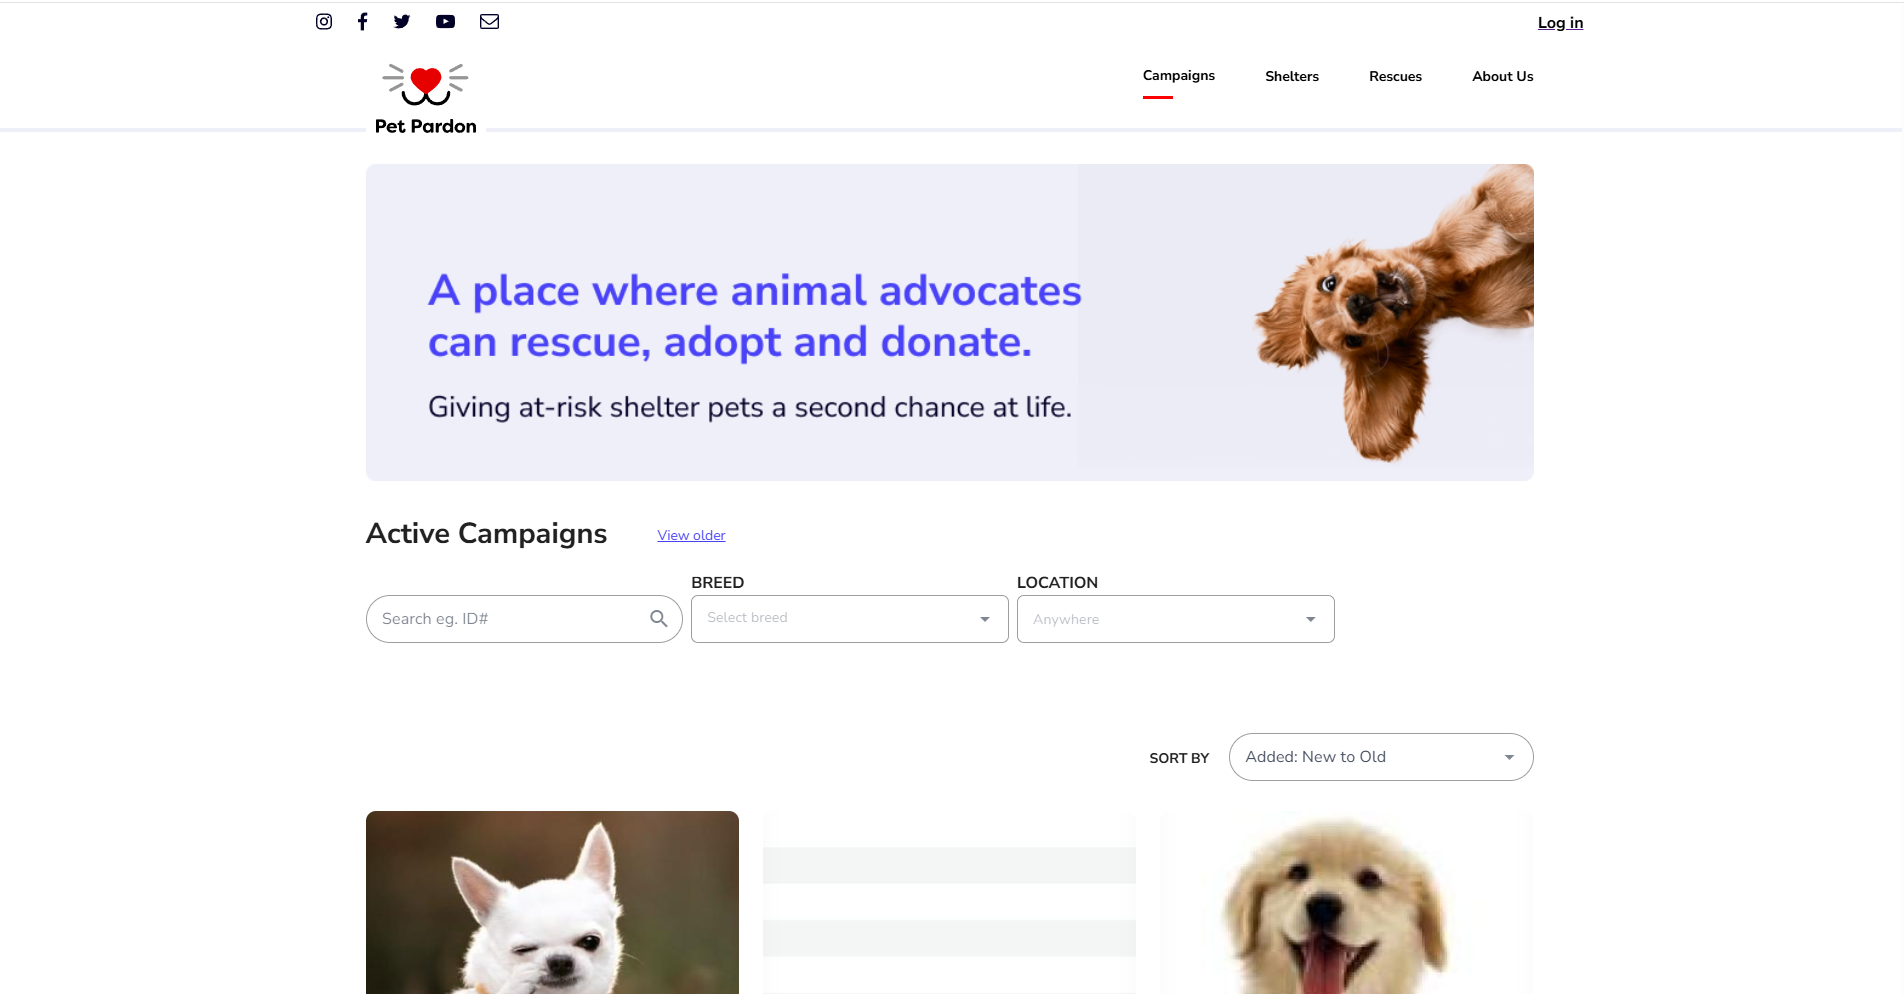 Log in
Pet Pardon
Campaigns
Shelters
Rescues
About Us
A place where animal advocates
can rescue, adopt and donate.
Giving at-risk shelter pets a second chance at life.
Active Campaigns
View older
BREED
LOCATION
Search eg. ID#
Select breed
Anywhere
SORT BY
Added: New to Old